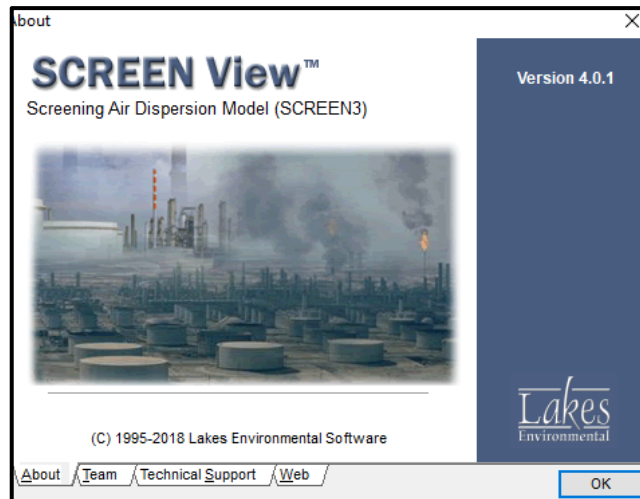 About
SCREEN View™
Screening Air Dispersion Model (SCREEN3)
Version 4.0.1
Lakes
Environmental
(C) 1995-2018 Lakes Environmental Software
About
Team
Technical Support
Web
OK